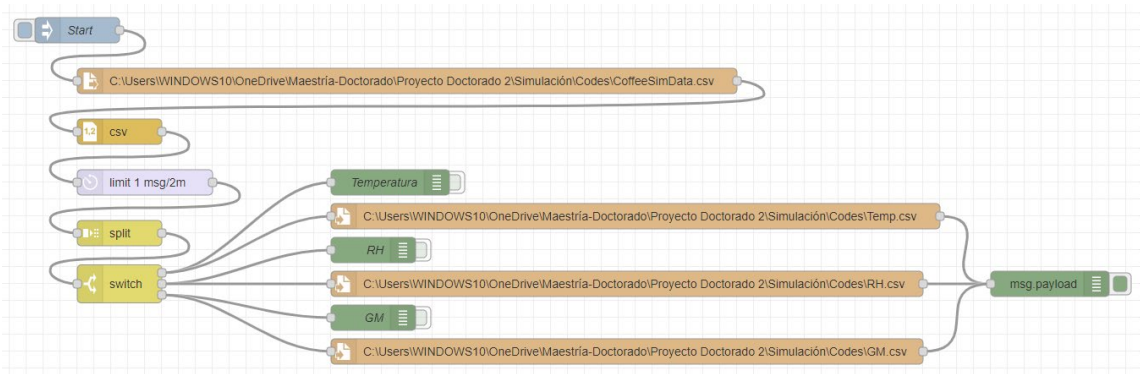 Start
C:\Users\WINDOWS10\OneDrive\Maestría-Doctorado\Proyecto Doctorado 2\Simulación\Codes\CoffeeSimData.csv
1,2 csv
limit 1 msg/2m
Temperatura
C:\Users\WINDOWS10\OneDrive\Maestría-Doctorado\Proyecto Doctorado 2\Simulación\Codes\Temp.csv
split
RH
switch
C:\Users\WINDOWS10\OneDrive\Maestría-Doctorado\Proyecto Doctorado 2\Simulación\Codes\RH.csv
msg.payload
GM
C:\Users\WINDOWS10\OneDrive\Maestría-Doctorado\Proyecto Doctorado 2\Simulación\Codes\GM.csv